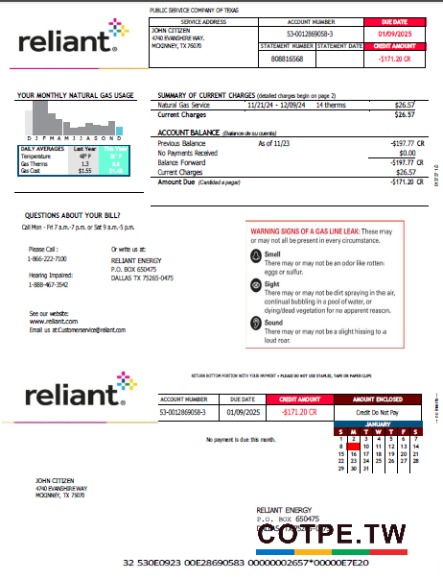 PUBLIC SERVICE COMPANY OF TEXAS
reliant.
SERVICE ADDRESS
ACCOUNT NUMBER
DUE DATE
JOHN CITIZEN
4740 EVANSHIRE WAY.
MCKINNEY, TX 75070
53-0012869058-3
01/09/2025
STATEMENT NUMBER
STATEMENT DATE
CREDIT AMOUNT
808816568
-$171.20 CR
YOUR MONTHLY NATURAL GAS USAGE
D J F M A M J J A S O N D
DAILY AVERAGES Last Year This Year
Temperature 48° F
Gas Therms 1.3
Gas Cost $1.55
SUMMARY OF CURRENT CHARGES (detailed charges begin on page 2)
Natural Gas Service 11/21/24 - 12/09/24 14 therms $26.57
Current Charges $26.57
ACCOUNT BALANCE (Balance de su cuenta)
Previous Balance As of 11/23 -$197.77 CR
No Payments Received $0.00
Balance Forward -$197.77 CR
Current Charges $26.57
Amount Due (Cantidad a pagar) -$171.20 CR
QUESTIONS ABOUT YOUR BILL?
Call Mon - Fri 7 a.m.-7 p.m. or Sat 9 a.m.-5 p.m.
Please Call :
1-866-222-7100
Hearing Impaired:
1-888-467-3542
Or write us at:
RELIANT ENERGY
P.O. BOX 650475
DALLAS TX 75265-0475
See our website:
www.reliant.com
Email us at:Customerservice@reliant.com
WARNING SIGNS OF A GAS LINE LEAK: These may
or may not all be present in every circumstance.
Smell
There may or may not be an odor like rotten
eggs or sulfur.
Sight
There may or may not be dirt spraying in the air,
continual bubbling in a pool of water, or
dying/dead vegetation for no apparent reason.
Sound
There may or may not be a slight hissing to a
loud roar.
RETURN BOTTOM PORTION WITH YOUR PAYMENT • PLEASE DO NOT USE STAPLES, TAPE OR PAPER CLIPS
reliant.
ACCOUNT NUMBER
DUE DATE
CREDIT AMOUNT
AMOUNT ENCLOSED
53-0012869058-3
01/09/2025
-$171.20 CR
Credit Do Not Pay
No payment is due this month.
JANUARY
S M T W T F S
1 2 3 4 5 6 7
8 10 11 12 13 14
15 16 17 18 19 20 21
22 23 24 25 26 27 28
29 30 31
JOHN CITIZEN
4740 EVANSHIRE WAY
MCKINNEY, TX 75070
RELIANT ENERGY
P.O. BOX 650475
COTPE.TW
32 530E0923 00E28690583 00000002657*00000E7E20